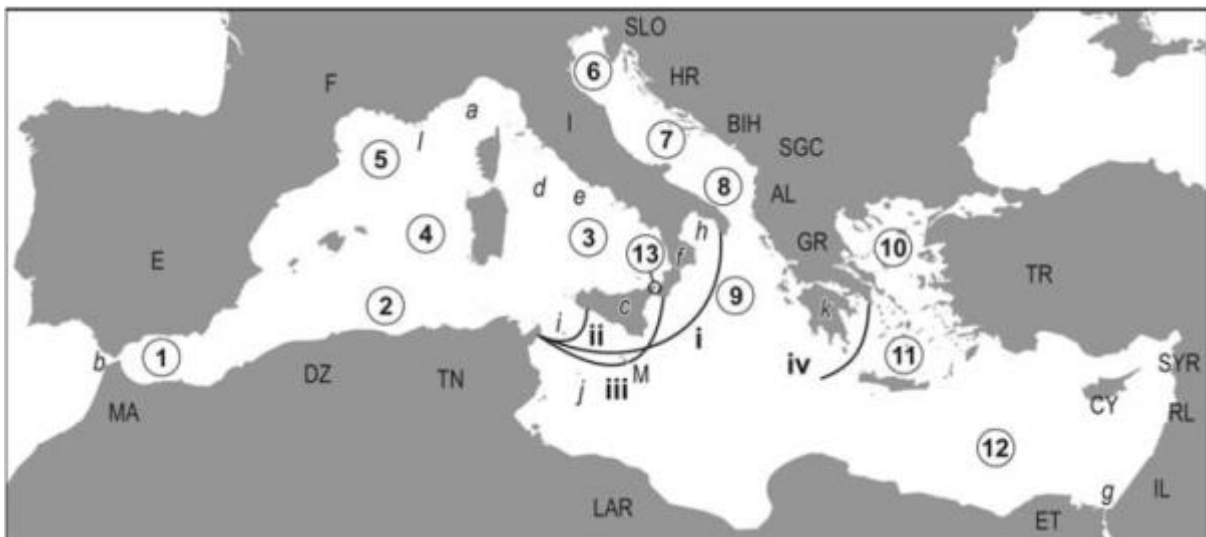 SLO
6
HR
F
a
I
7
BIH
SGC
l
5
8
AL
d
e
E
4
3
h
13
f
GR
10
TR
2
9
c
k
i
ii
i
1
b
11
iv
SYR
DZ
TN
M
j
iii
MA
CY
RL
12
LAR
g
IL
ET